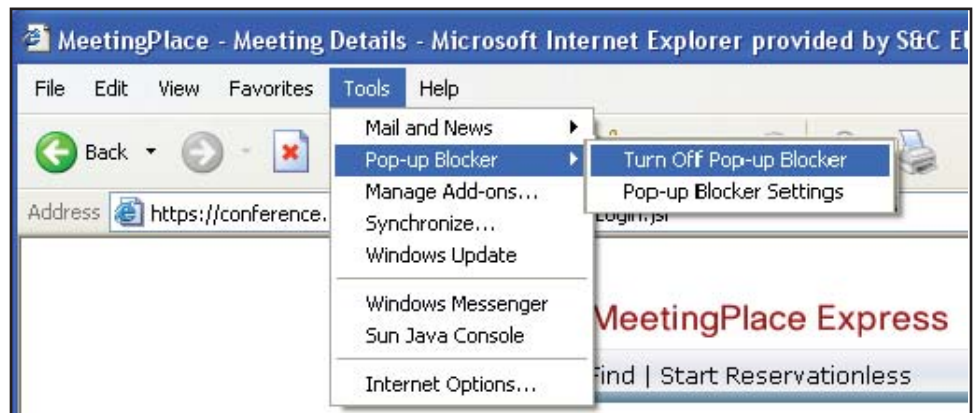 MeetingPlace - Meeting Details - Microsoft Internet Explorer provided by S&C
File Edit View Favorites Tools Help
Mail and News
Back
Pop-up Blocker
Turn Off Pop-up Blocker
Manage Add-ons...
Pop-up Blocker Settings
Address https://conference.
Synchronize...
Windows Update
Windows Messenger
MeetingPlace Express
Sun Java Console
Find | Start Reservationless
Internet Options...